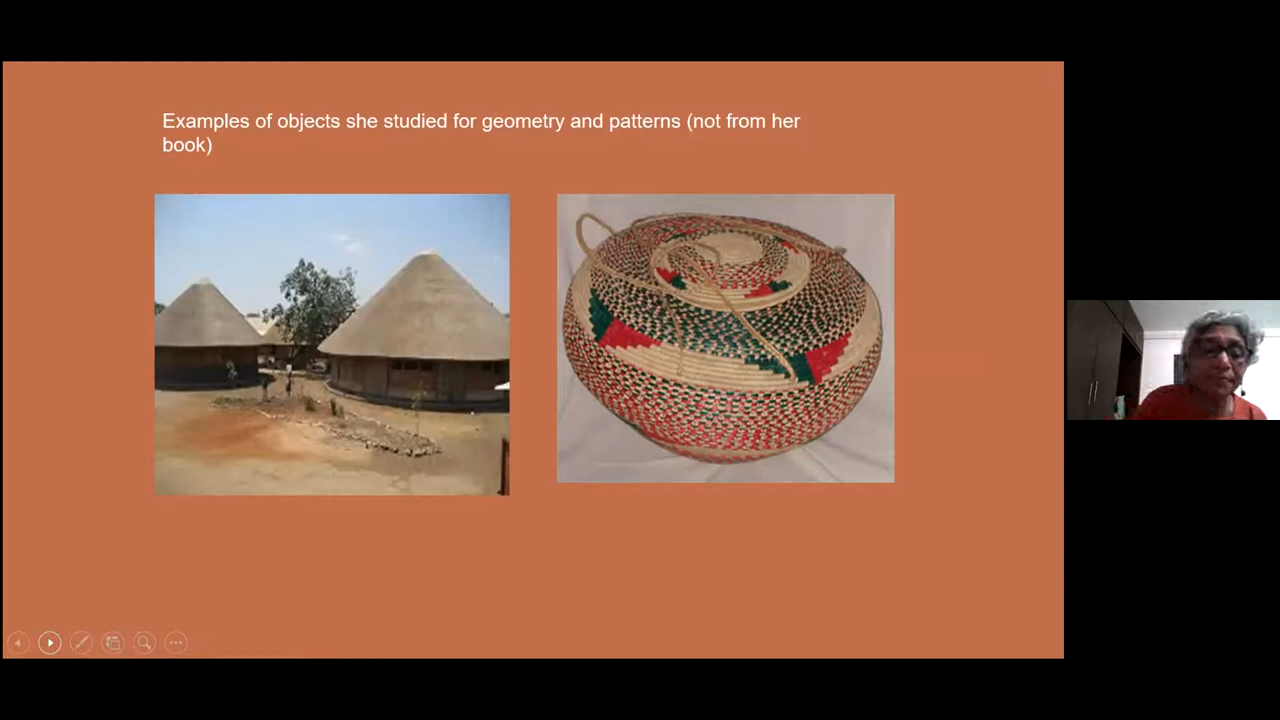 Examples of objects she studied for geometry and patterns (not from her
book)